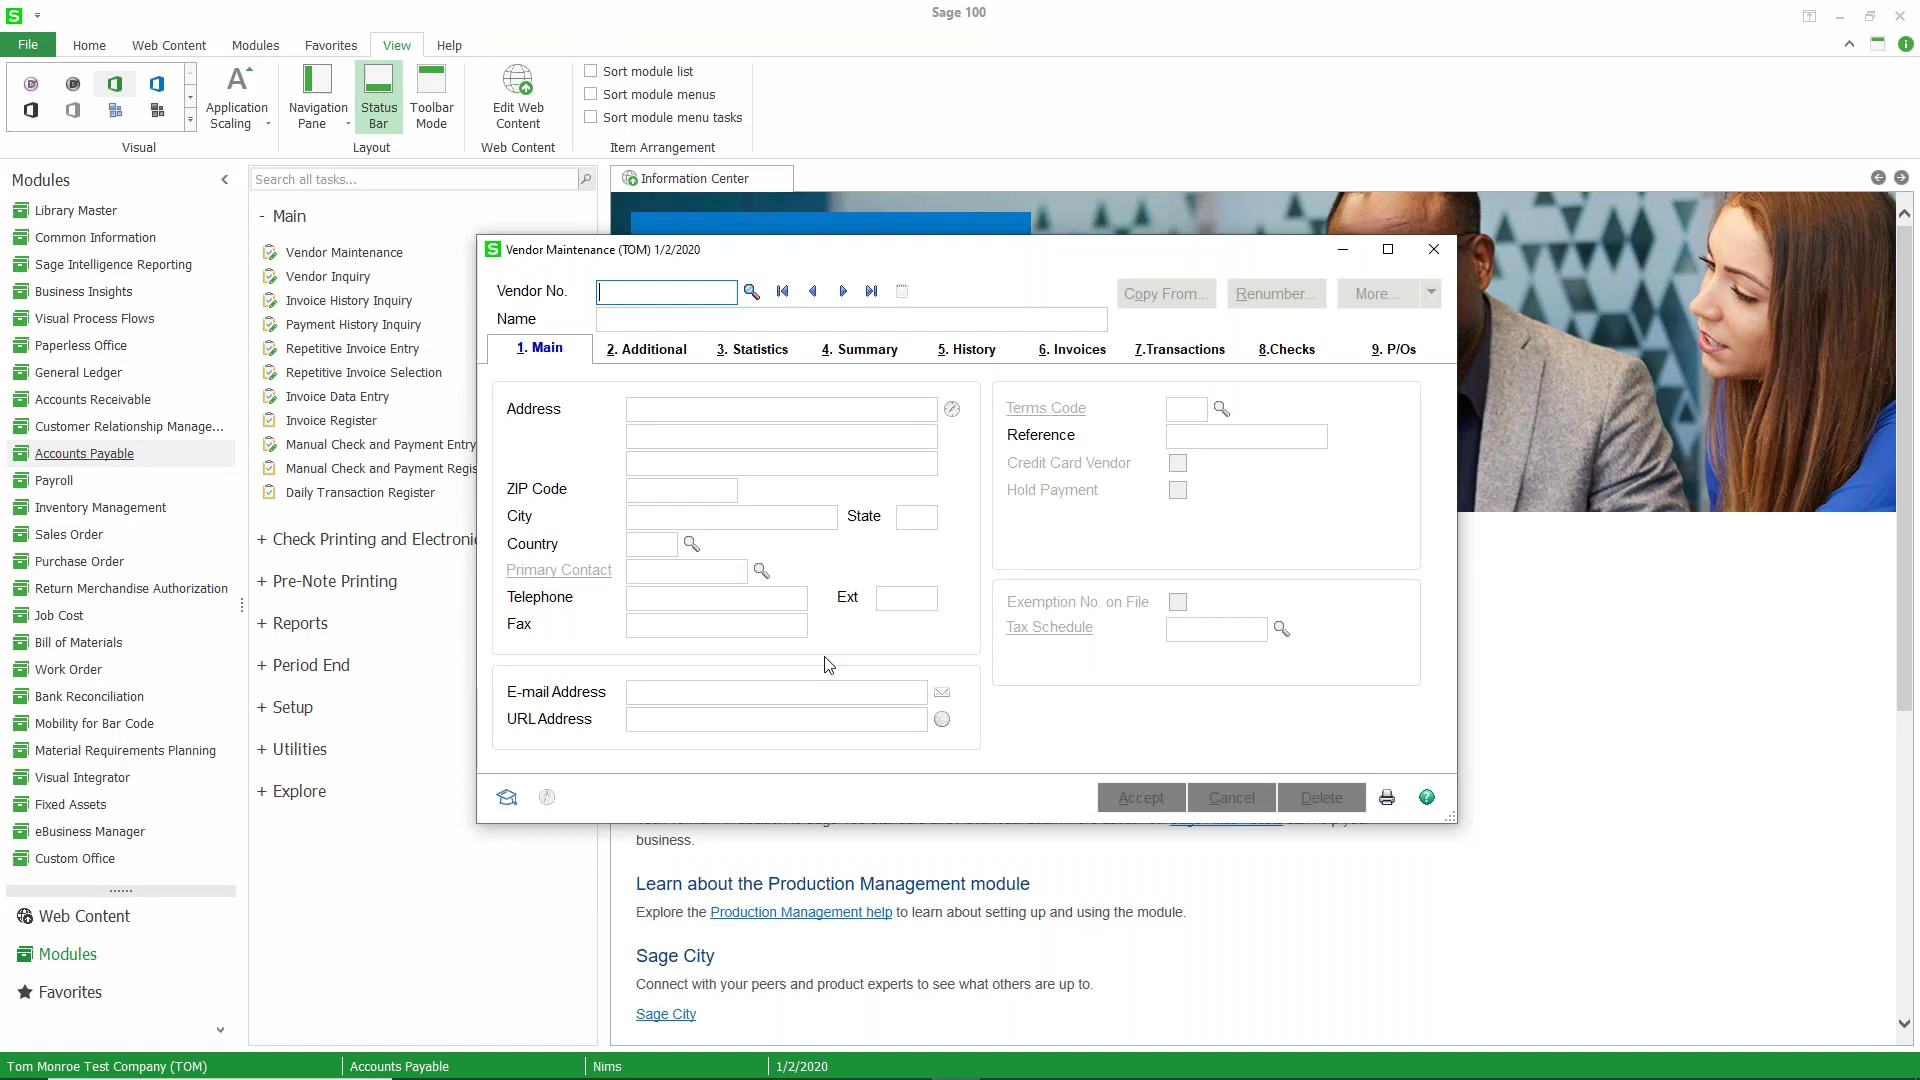 Sage 100
File
Home
Web Content
Modules
Favorites
View
Help
Application
Scaling
Navigation
Pane
Status
Bar
Toolbar
Mode
Edit Web
Content
Sort module list
Sort module menus
Sort module menu tasks
Visual
Layout
Web Content
Item Arrangement
Modules
Library Master
Common Information
Sage Intelligence Reporting
Business Insights
Visual Process Flows
Paperless Office
General Ledger
Accounts Receivable
Customer Relationship Manage...
Accounts Payable
Payroll
Inventory Management
Sales Order
Purchase Order
Return Merchandise Authorization
Job Cost
Bill of Materials
Work Order
Bank Reconciliation
Mobility for Bar Code
Material Requirements Planning
Visual Integrator
Fixed Assets
eBusiness Manager
Custom Office
Web Content
Modules
Favorites
Search all tasks...
- Main
Vendor Maintenance
Vendor Inquiry
Invoice History Inquiry
Payment History Inquiry
Repetitive Invoice Entry
Repetitive Invoice Selection
Invoice Data Entry
Invoice Register
Manual Check and Payment Entry
Manual Check and Payment Regis
Daily Transaction Register
+ Check Printing and Electronic
+ Pre-Note Printing
+ Reports
+ Period End
+ Setup
+ Utilities
+ Explore
Information Center
S Vendor Maintenance (TOM) 1/2/2020
Vendor No.
Copy From...
Renumber...
More...
Name
1. Main
2. Additional
3. Statistics
4. Summary
5. History
6. Invoices
7.Transactions
8.Checks
9. P/Os
Address
ZIP Code
City
State
Country
Primary Contact
Telephone
Ext
Fax
E-mail Address
URL Address
Terms Code
Reference
Credit Card Vendor
Hold Payment
Exemption No. on File
Tax Schedule
Accept
Cancel
Delete
business.
Learn about the Production Management module
Explore the Production Management help to learn about setting up and using the module.
Sage City
Connect with your peers and product experts to see what others are up to.
Sage City
Tom Monroe Test Company (TOM)
Accounts Payable
Nims
1/2/2020